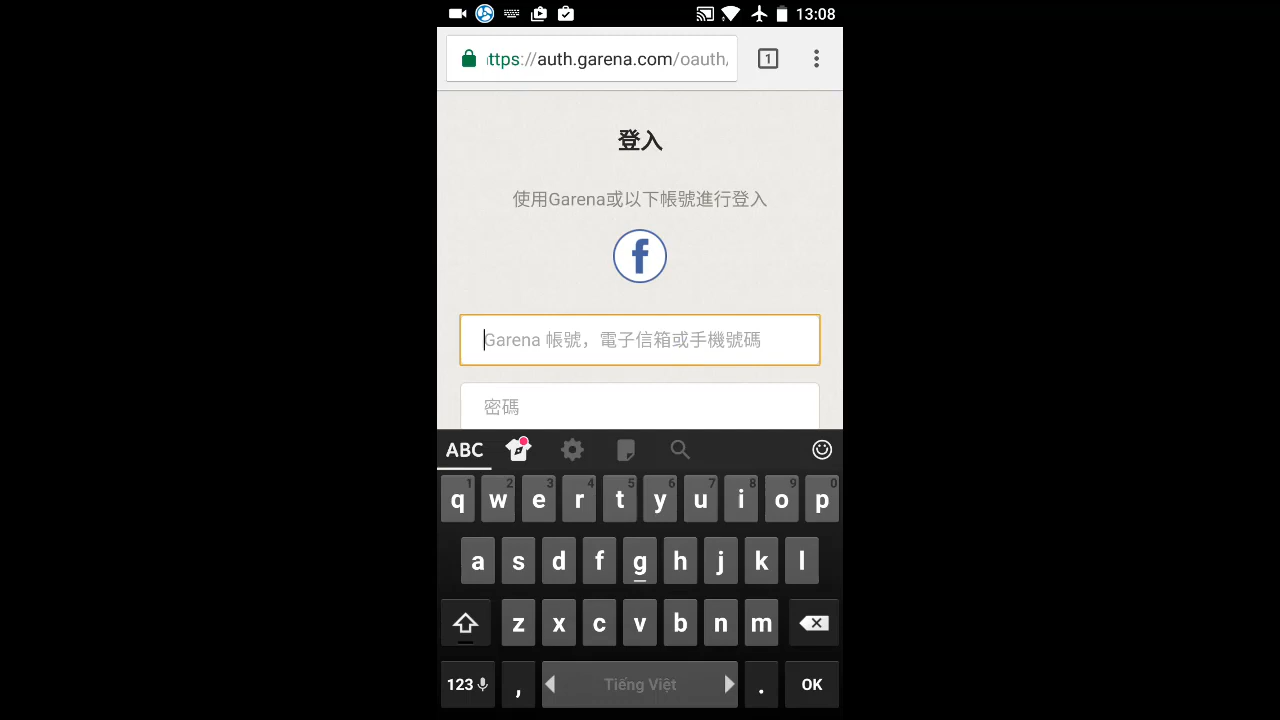 13:08
ttps://auth.garena.com/oauth/
1
登入
使用Garena或以下帳號進行登入
f
Garena 帳號，電子信箱或手機號碼
密碼
ABC
1 2 3 4 5 6 7 8 9 0
q w e r t y u i o p
a s d f g h j k l
z x c v b n m
123 , Tiếng Việt . OK